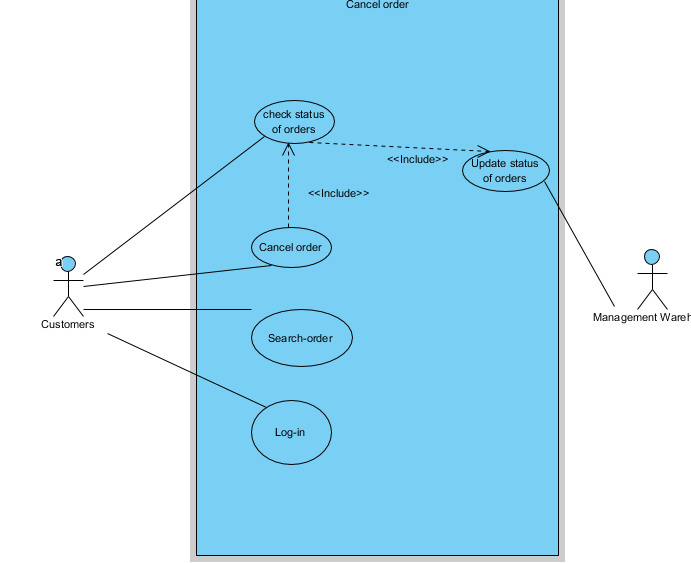 Cancel order
check status
of orders
<<Include>>
Update status
of orders
<<Include>>
Cancel order
a
Customers
Management
Search-order
Log-in